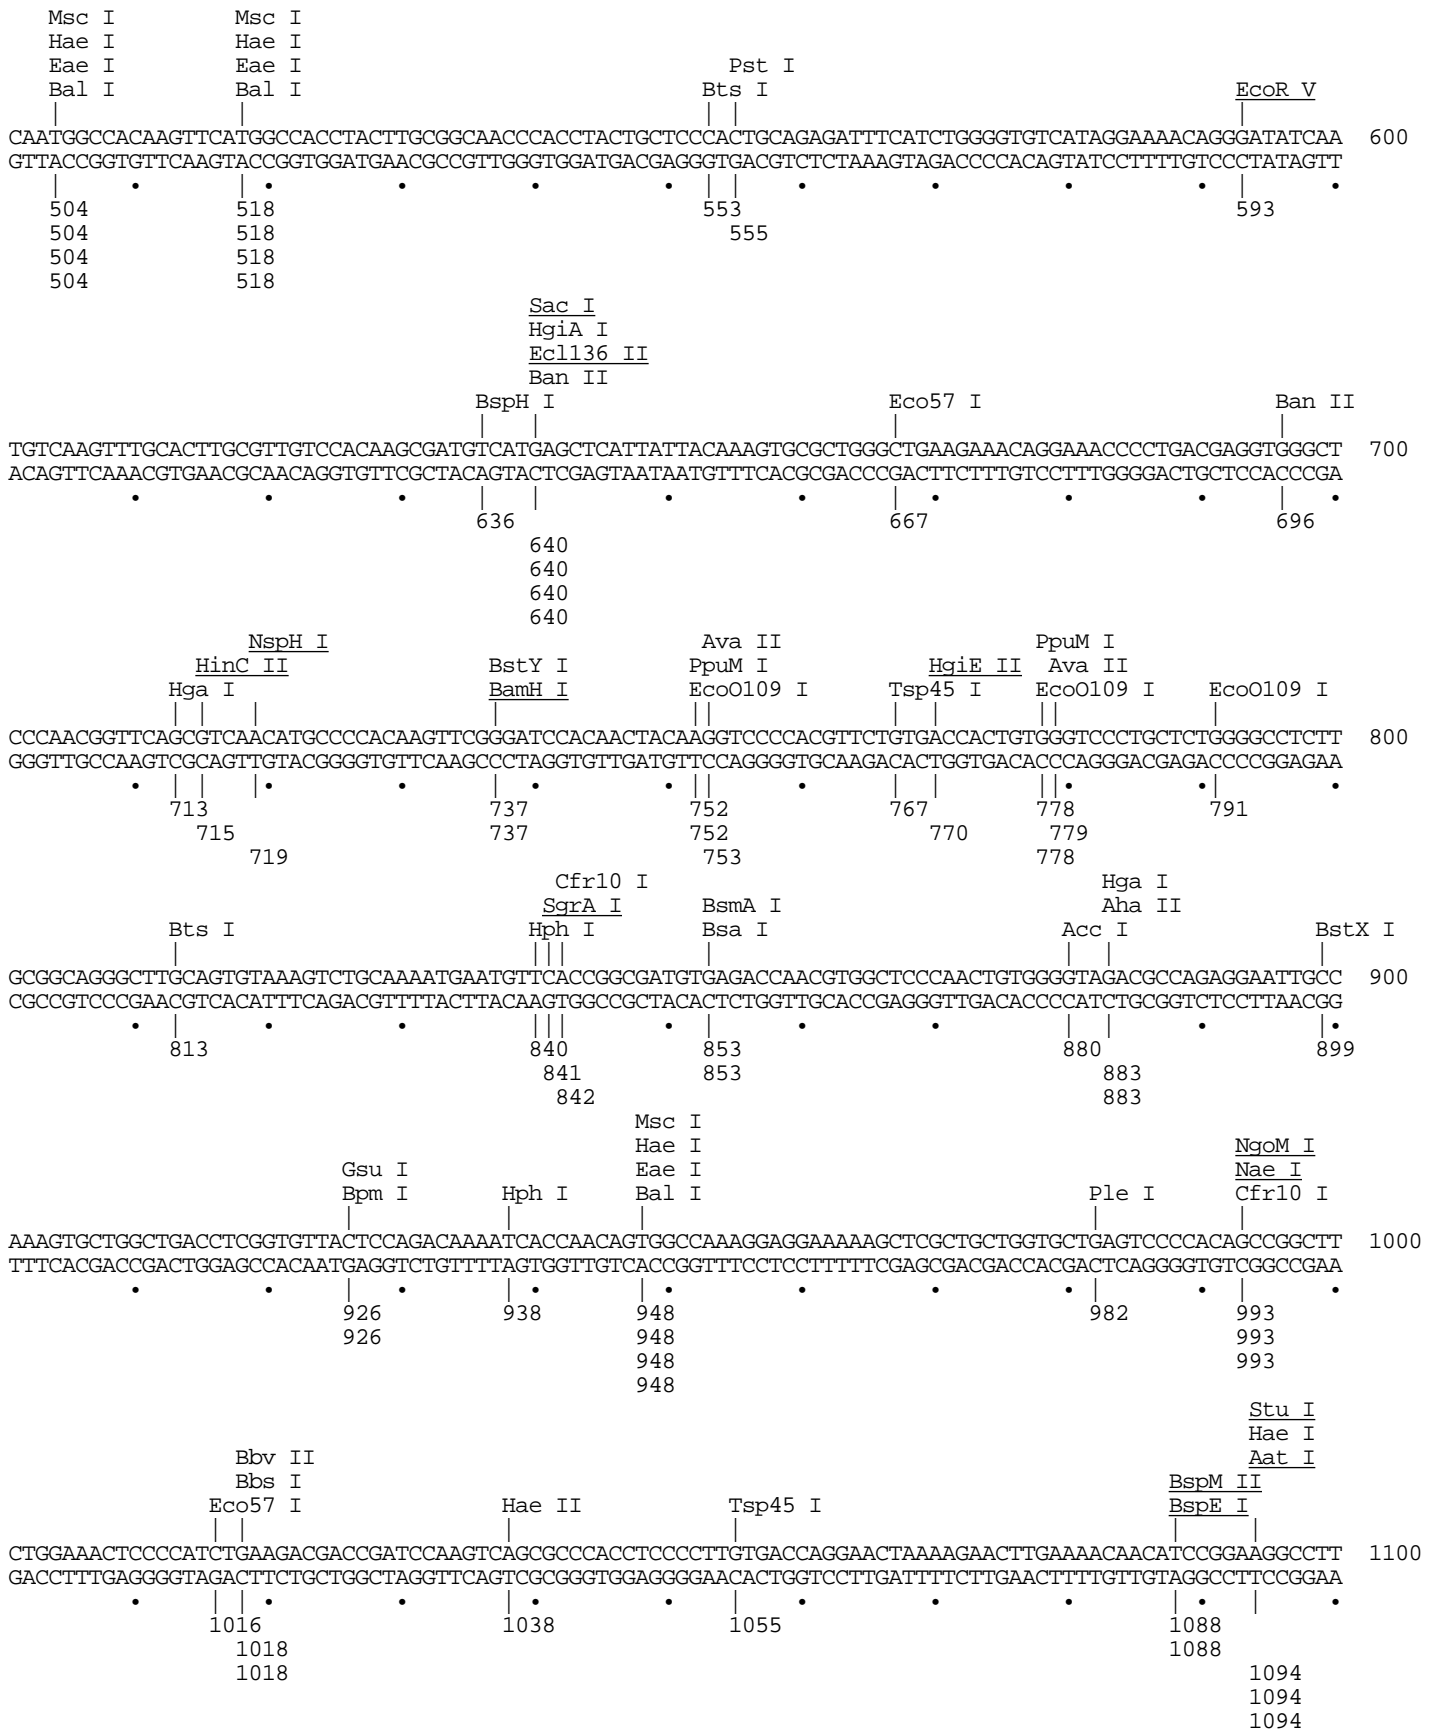 Msc I Msc I
Hae I Hae I
Eae I Eae I Pst I
Bal I Bal I Bts I EcoR V
CAATGGCCACAAGTTCATGGCCACCTACTTGCGGCAACCCACCTACTGCTCCCACTGCAGAGATTTCATCTGGGGTGTCATAGGAAAACAGGGATATCAA 600
GTTACCGGTGTTCAAGTACCGGTGGATGAACGCCGTTGGGTGGATGACGAGGGTGACGTCTCTAAAGTAGACCCCACAGTATCCTTTTGTCCCTATAGTT
504 518 553 593
504 518 555
504 518
504 518
Sac I
HgiA I
Ecl136 II
Ban II
BspH I Eco57 I Ban II
TGTCAAGTTTGCACTTGCGTTGTCCACAAGCGATGTCATGAGCTCATTATTACAAAGTGCGCTGGGCTGAAGAAACAGGAAACCCCTGACGAGGTGGGCT 700
ACAGTTCAAACGTGAACGCAACAGGTGTTCGCTACAGTACTCGAGTAATAATGTTTCACGCGACCCGACTTCTTTGTCCTTTGGGGACTGCTCCACCCGA
636 667 696
640
640
640
640
NspH I Ava II PpuM I
HinC II BstY I PpuM I HgiE II Ava II
Hga I BamH I EcoO109 I Tsp45 I EcoO109 I EcoO109 I
CCCAACGGTTCAGCGTCAACATGCCCCACAAGTTCGGGATCCACAACTACAAGGTCCCCACGTTCTGTGACCACTGTGGGTCCCTGCTCTGGGGCCTCTT 800
GGGTTGCCAAGTCGCAGTTGTACGGGGTGTTCAAGCCCTAGGTGTTGATGTTCCAGGGGTGCAAGACACTGGTGACACCCAGGGACGAGACCCCGGAGAA
713 737 752 767 778 791
715 737 752 770 779
719 753 778
Cfr10 I Hga I
SgrA I BsmA I Aha II
Bts I Hph I Bsa I Acc I BstX I
GCGGCAGGGCTTGCAGTGTAAAGTCTGCAAAATGAATGTTCACCGGCGATGTGAGACCAACGTGGCTCCCAACTGTGGGGTAGACGCCAGAGGAATTGCC 900
CGCCGTCCCGAACGTCACATTTCAGACGTTTTACTTACAAGTGGCCGCTACACTCTGGTTGCACCGAGGGTTGACACCCCATCTGCGGTCTCCTTAACGG
813 840 853 880 899
841 853 883
842 883
Msc I
Hae I NgoM I
Gsu I Eae I Nae I
Bpm I Hph I Bal I Ple I Cfr10 I
AAAGTGCTGGCTGACCTCGGTGTTACTCCAGACAAAATCACCAACAGTGGCCAAAGGAGGAAAAAGCTCGCTGCTGGTGCTGAGTCCCCACAGCCGGCTT 1000
TTTCACGACCGACTGGAGCCACAATGAGGTCTGTTTTAGTGGTTGTCACCGGTTTCCTCCTTTTTCGAGCGACGACCACGACTCAGGGGTGTCGGCCGAA
926 938 948 982 993
926 948 993
948 993
948
Stu I
Bbv II Hae I
Bbs I Aat I
BspM II
Eco57 I Hae II Tsp45 I BspE I
CTGGAAACTCCCCATCTGAAGACGACCGATCCAAGTCAGCGCCCACCTCCCCTTGTGACCAGGAACTAAAAGAACTTGAAAACAACATCCGGAAGGCCTT 1100
GACCTTTGAGGGGTAGACTTCTGCTGGCTAGGTTCAGTCGCGGGTGGAGGGGAACACTGGTCCTTGATTTTCTTGAACTTTTGTTGTAGGCCTTCCGGAA
1016 1038 1055 1088
1018 1088
1018 1094
1094
1094